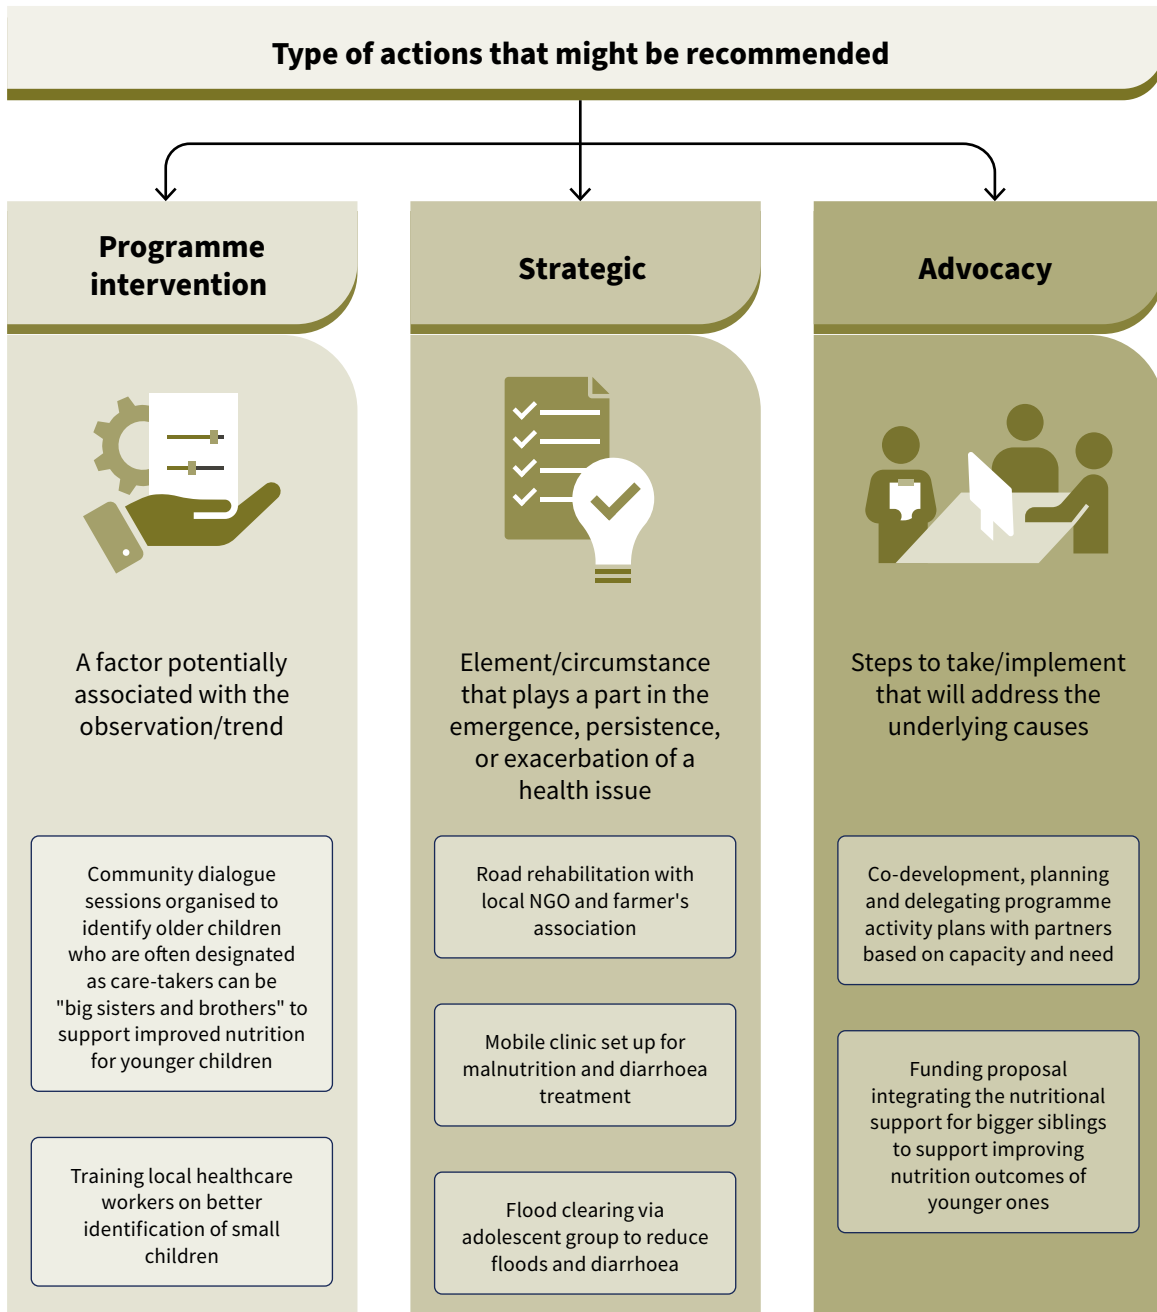 Type of actions that might be recommended
Programme
intervention
A factor potentially
associated with the
observation/trend
Community dialogue
sessions organised to
identify older children
who are often designated
as care-takers can be
"big sisters and brothers" to
support improved nutrition
for younger children
Training local healthcare
workers on better
identification of small
children
Strategic
Element/circumstance
that plays a part in the
emergence, persistence,
or exacerbation of a
health issue
Road rehabilitation with
local NGO and farmer's
association
Mobile clinic set up for
malnutrition and diarrhoea
treatment
Flood clearing via
adolescent group to reduce
floods and diarrhoea
Advocacy
Steps to take/implement
that will address the
underlying causes
Co-development, planning
and delegating programme
activity plans with partners
based on capacity and need
Funding proposal
integrating the nutritional
support for bigger siblings
to support improving
nutrition outcomes of
younger ones